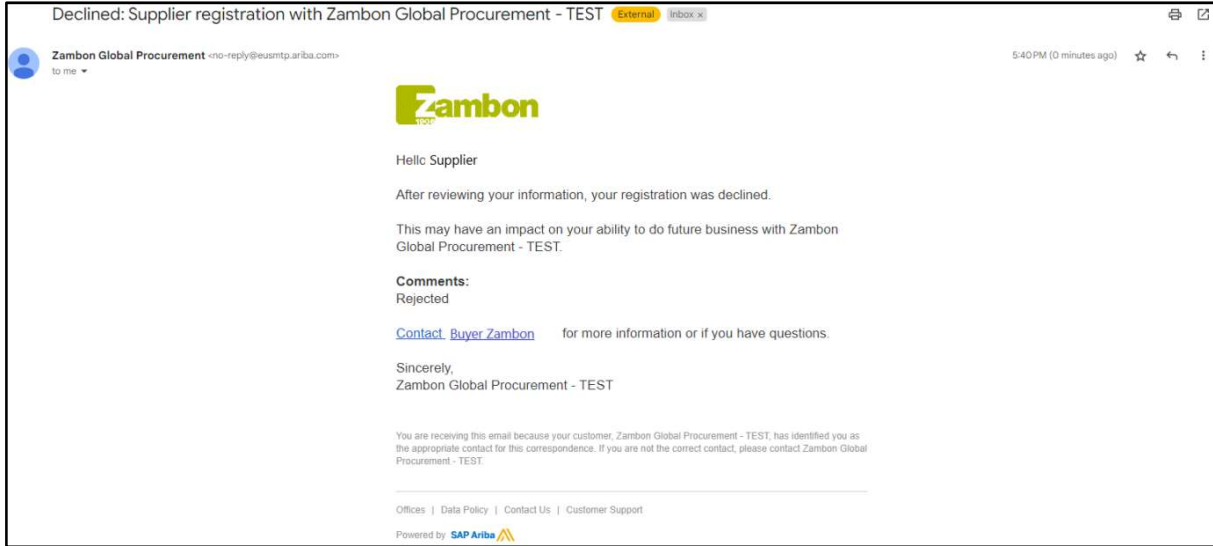 Declined: Supplier registration with Zambon Global Procurement - TEST External Inbox x
Zambon Global Procurement <no-reply@eusmtp.ariba.com> 5:40 PM (0 minutes ago)
to me
Zambon
1906
Hello Supplier
After reviewing your information, your registration was declined.
This may have an impact on your ability to do future business with Zambon
Global Procurement - TEST.
Comments:
Rejected
Contact Buyer Zambon for more information or if you have questions.
Sincerely,
Zambon Global Procurement - TEST
You are receiving this email because your customer, Zambon Global Procurement - TEST, has identified you as
the appropriate contact for this correspondence. If you are not the correct contact, please contact Zambon Global
Procurement - TEST.
Offices | Data Policy | Contact Us | Customer Support
Powered by SAP Ariba